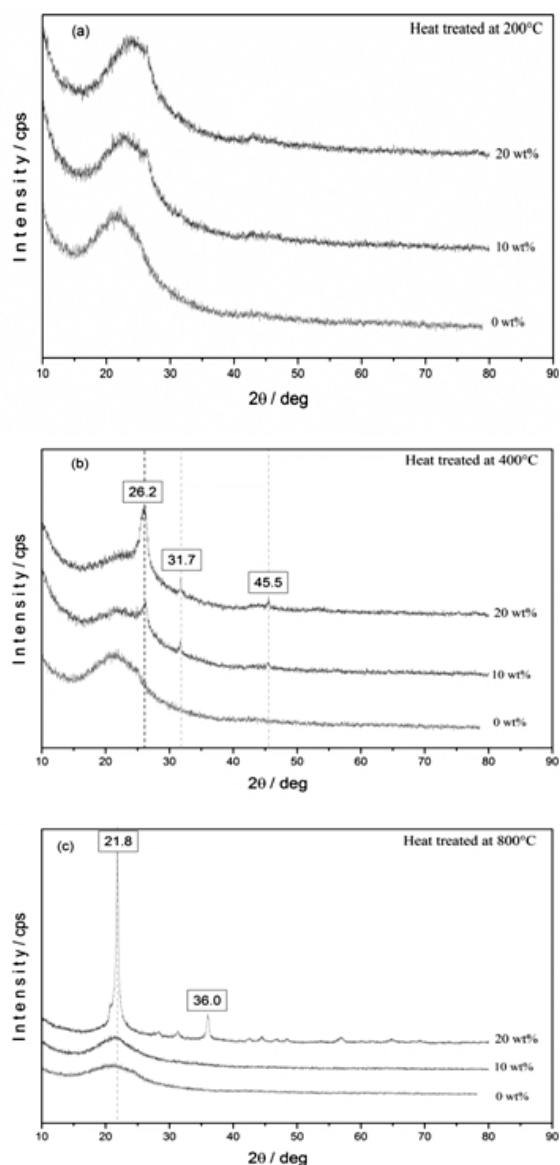 (a)
Heat treated at 200°C
20 wt%
10 wt%
0 wt%
Intensity / cps
10 20 30 40 50 60 70 80 90
2θ / deg
(b)
Heat treated at 400°C
26.2
31.7
45.5
20 wt%
10 wt%
0 wt%
Intensity / cps
10 20 30 40 50 60 70 80 90
2θ / deg
(c)
Heat treated at 800°C
21.8
36.0
20 wt%
10 wt%
0 wt%
Intensity / cps
10 20 30 40 50 60 70 80 90
2θ / deg